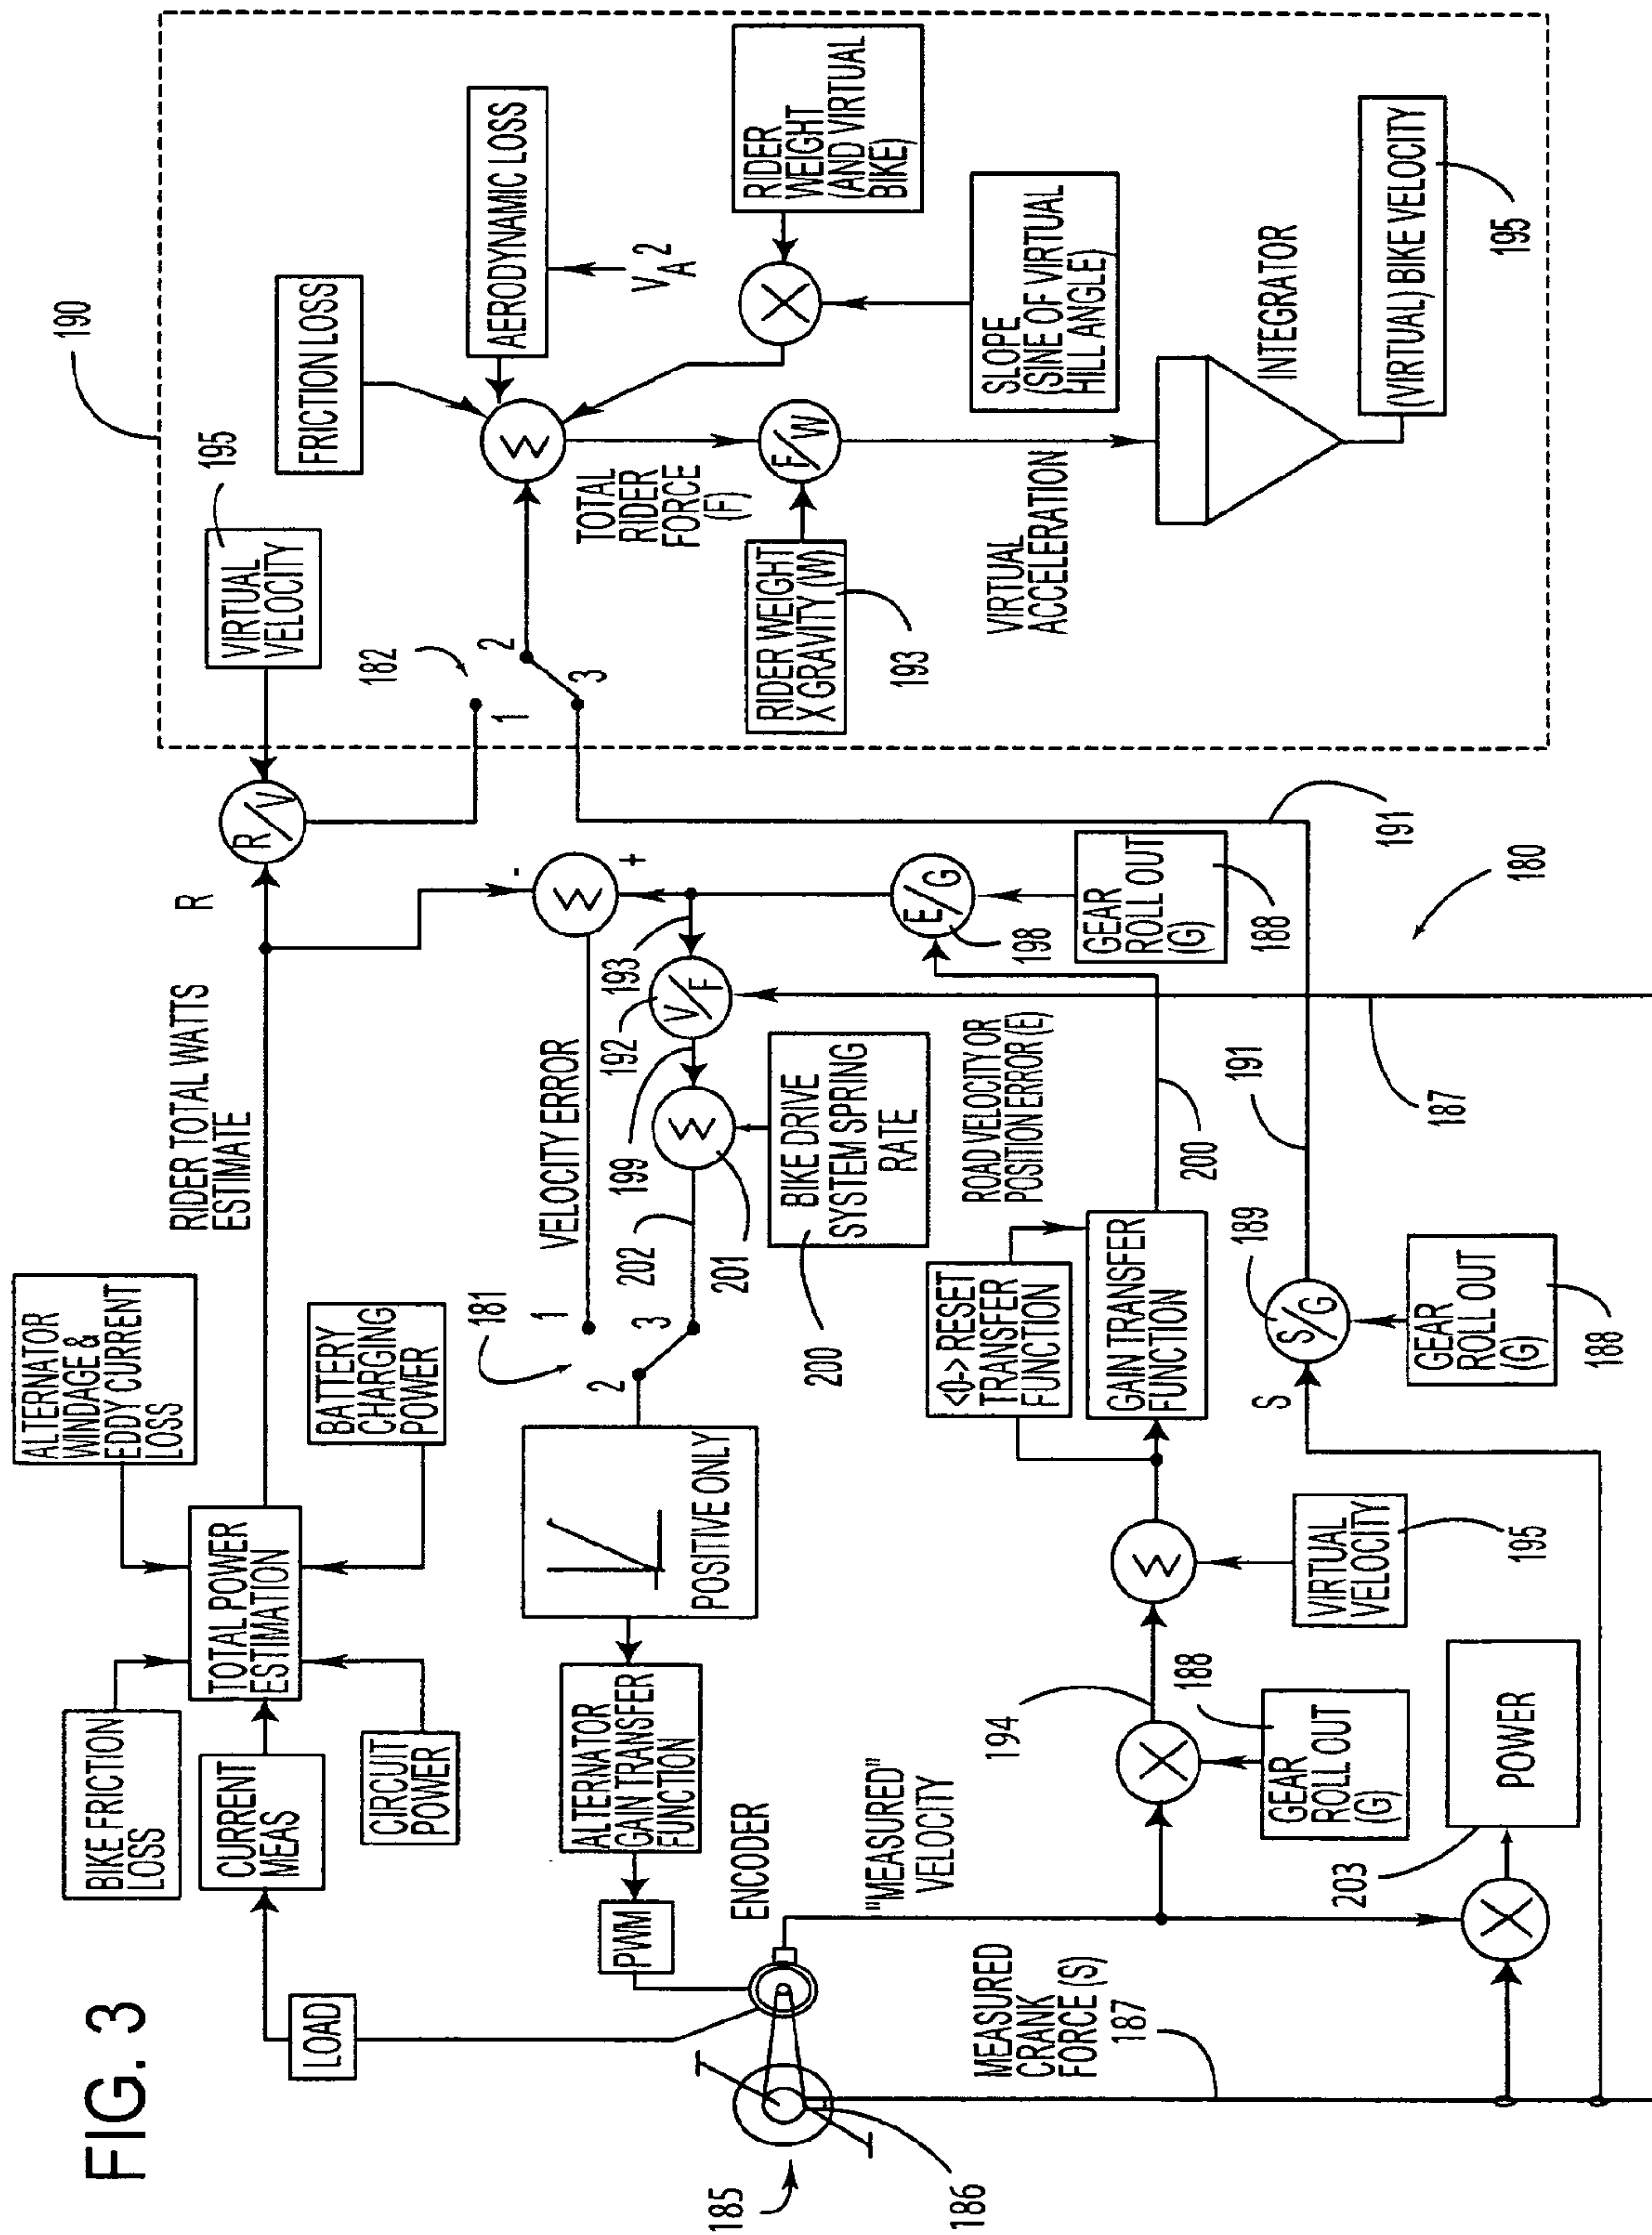 FIG. 3
LOAD
BIKE FRICTION
LOSS
CURRENT
MEAS
CIRCUIT
POWER
ALTERNATOR
WINDAGE &
EDDY CURRENT
LOSS
TOTAL POWER
ESTIMATION
BATTERY
CHARGING
POWER
RIDER TOTAL WATTS
ESTIMATE
R
R/V
VIRTUAL
VELOCITY
195
190
FRICTION LOSS
AERODYNAMIC LOSS
VA2
Σ
182
1
2
3
TOTAL
RIDER
FORCE
(F)
RIDER
WEIGHT
(AND VIRTUAL
BIKE)
X
F/W
RIDER WEIGHT
X GRAVITY (W)
193
SLOPE
(SINE OF VIRTUAL
HILL ANGLE)
VIRTUAL
ACCELERATION
INTEGRATOR
(VIRTUAL) BIKE VELOCITY
195
PWM
ALTERNATOR
GAIN TRANSFER
FUNCTION
POSITIVE ONLY
181
1
2
3
VELOCITY ERROR
202
201
199
192
193
V/F
Σ
Σ
-
+
BIKE DRIVE
SYSTEM SPRING
RATE
200
E/G
198
GEAR
ROLL OUT
(G)
188
185
186
ENCODER
"MEASURED"
VELOCITY
MEASURED
CRANK
FORCE (S)
187
X
194
188
GEAR
ROLL OUT
(G)
Σ
VIRTUAL
VELOCITY
195
<0> RESET
TRANSFER
FUNCTION
GAIN TRANSFER
FUNCTION
ROAD VELOCITY OR
POSITION ERROR (E)
200
203
X
POWER
S
S/G
189
GEAR
ROLL OUT
(G)
188
191
191
187
180